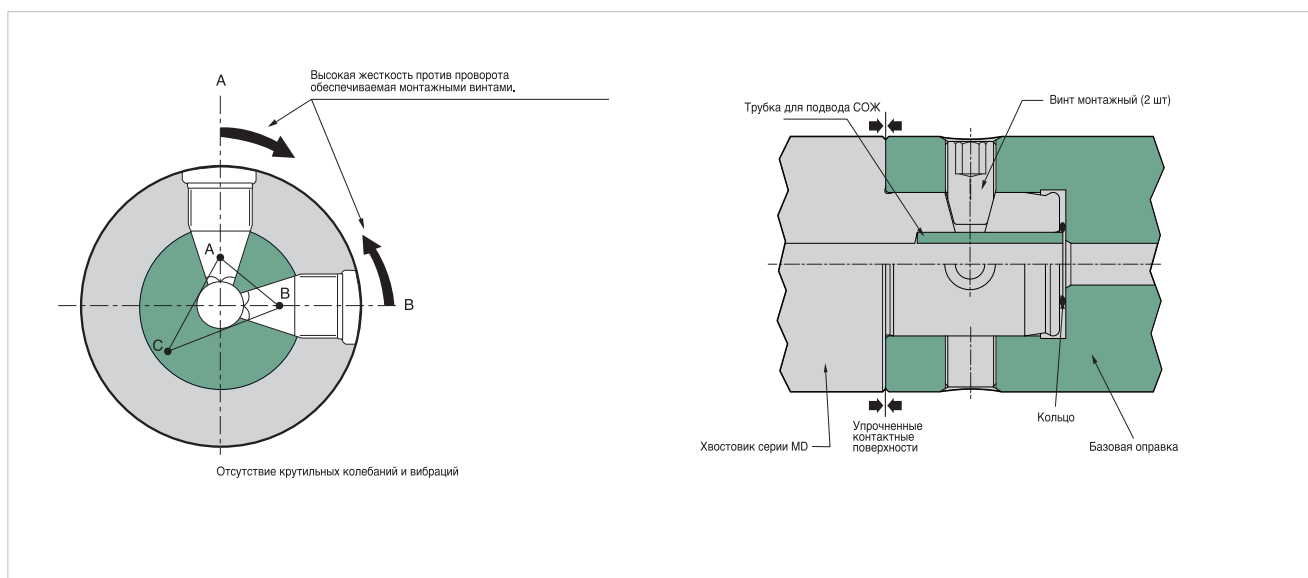 A
Высокая жесткость против проворота
обеспечиваемая монтажными винтами.
A
B
B
C
Отсутствие крутильных колебаний и вибраций
Трубка для подвода СОЖ
Винт монтажный (2 шт)
Хвостовик серии MD
Упрочненные
контактные
поверхности
Кольцо
Базовая оправка